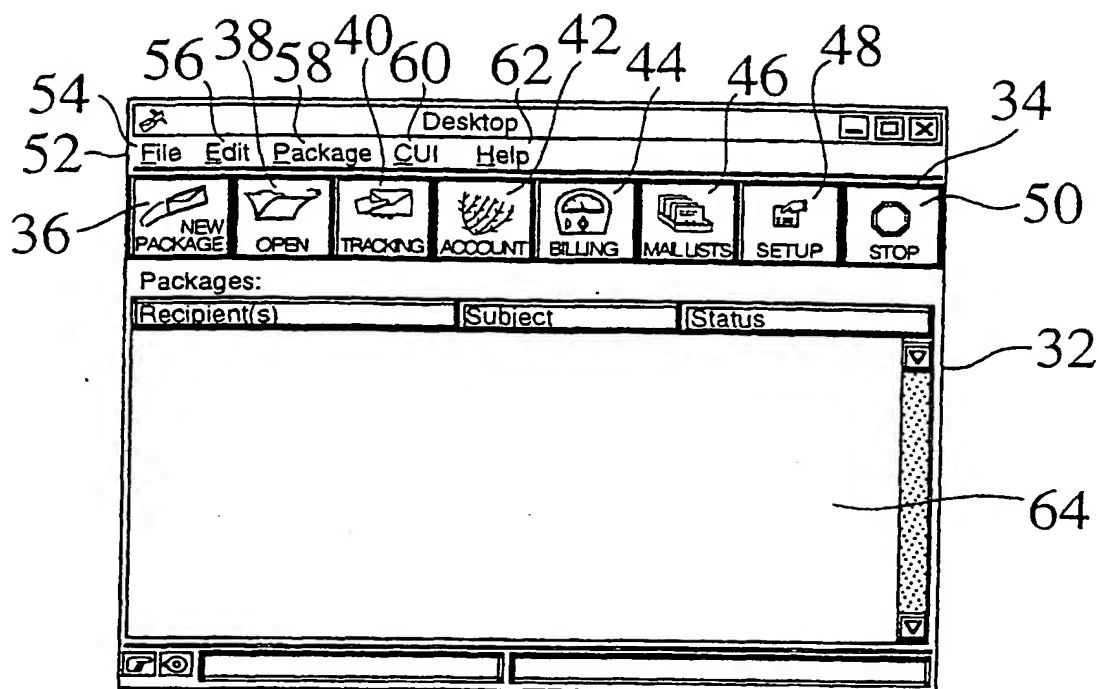 38 40 42
56 58 60 62 44 46 48
54 34
52
Desktop
File Edit Package CUI Help
36 50
NEW PACKAGE OPEN TRACKING ACCOUNT BILLING MAIL LISTS SETUP STOP
Packages:
Recipient(s) Subject Status
32
64